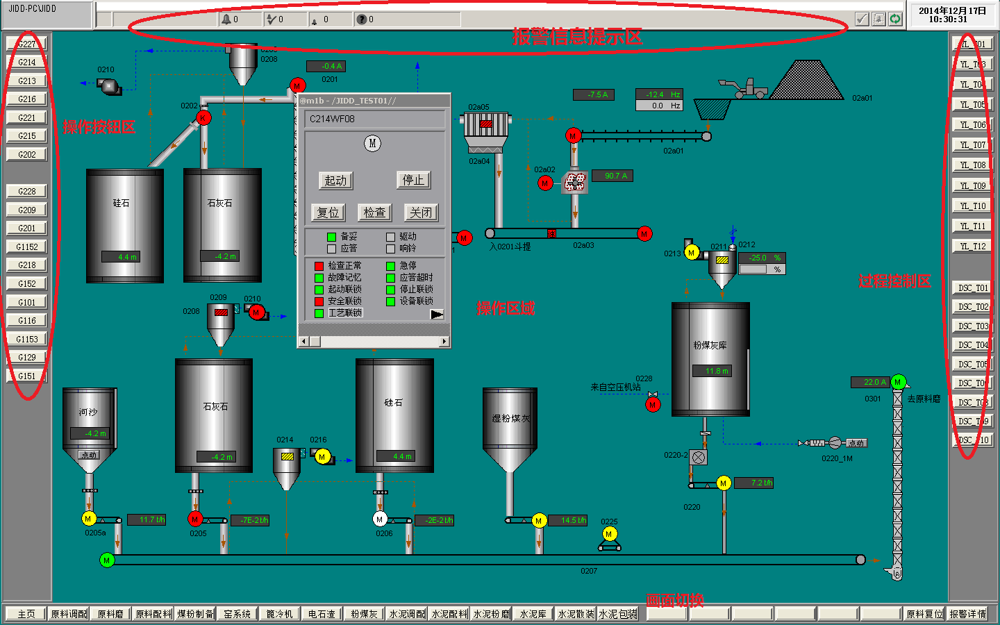 JIDD-PC\JIDD
0
0
0
0
2014年12月17日
10:30:31
报警信息提示区
G227
G214
G213
G216
G221
G215
G202
G228
G209
G201
G1152
G218
G152
G101
G116
G1153
G129
G151
操作按钮区
0210
0208
-0.4 A
0201
0202
M
K
硅石
4.4 m
石灰石
-4.2 m
@m1b - /JIDD_TEST01//
C214WF08
M
起动
停止
复位
检查
关闭
备妥
驱动
应答
响铃
检查正常
急停
故障记忆
应答超时
起动联锁
停止联锁
安全联锁
设备联锁
工艺联锁
02a05
02a04
-7.5 A
-12.4 Hz
0.0 Hz
02a01
M
02a01
02a02
M
90.7 A
M
入0201斗提
02a03
M
操作区域
0213
M
0211
0212
-25.0 %
%
粉煤灰库
11.8 m
0228
来自空压机站
M
过程控制区
YL_T01
YL_T03
YL_T04
YL_T05
YL_T06
YL_T07
YL_T08
YL_T09
YL_T10
YL_T11
YL_T12
DSC_T01
DSC_T02
DSC_T03
DSC_T04
DSC_T05
DSC_T09
0208
0209
0210
M
河沙
-4.2 m
点动
石灰石
-4.2 m
0214
0216
M
硅石
4.4 m
湿粉煤灰
0220-2
点动
0220_1M
22.0 A
M
0301
去原料磨
M
0205a
11.7 t/h
M
0205
-7E-2 t/h
M
0206
-2E-2 t/h
M
14.5 t/h
0225
M
M
7.2 t/h
0220
M
0207
画面切换
主页
原料调配
原料磨
原料配料
煤粉制备
窑系统
篦冷机
电石渣
粉煤灰
水泥调配
水泥配料
水泥粉磨
水泥库
水泥散装
水泥包装
原料复位
报警详情